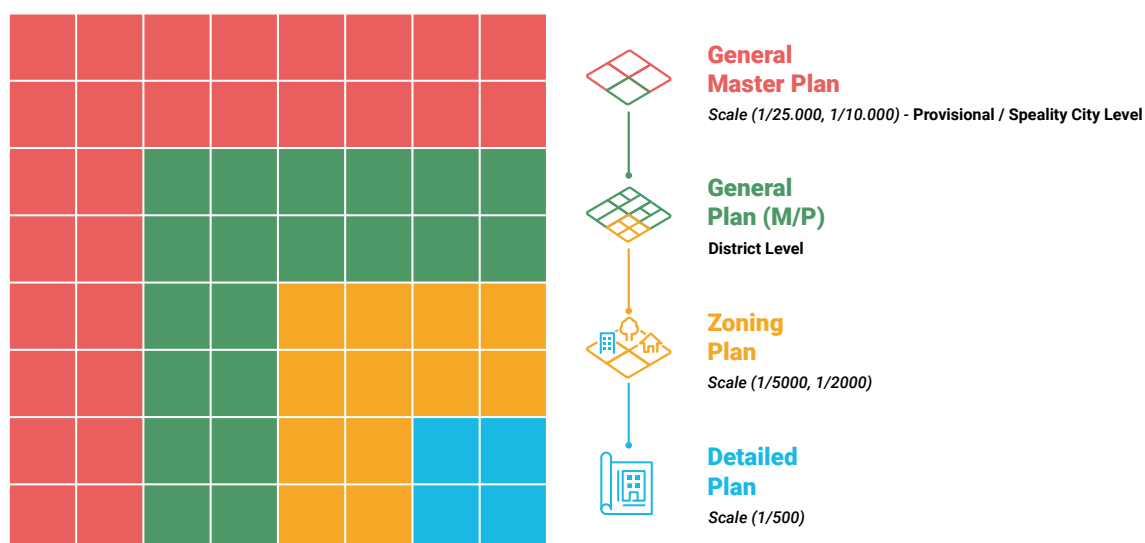 General
Master Plan
Scale (1/25.000, 1/10.000) - Provisional / Speality City Level
General
Plan (M/P)
District Level
Zoning
Plan
Scale (1/5000, 1/2000)
Detailed
Plan
Scale (1/500)